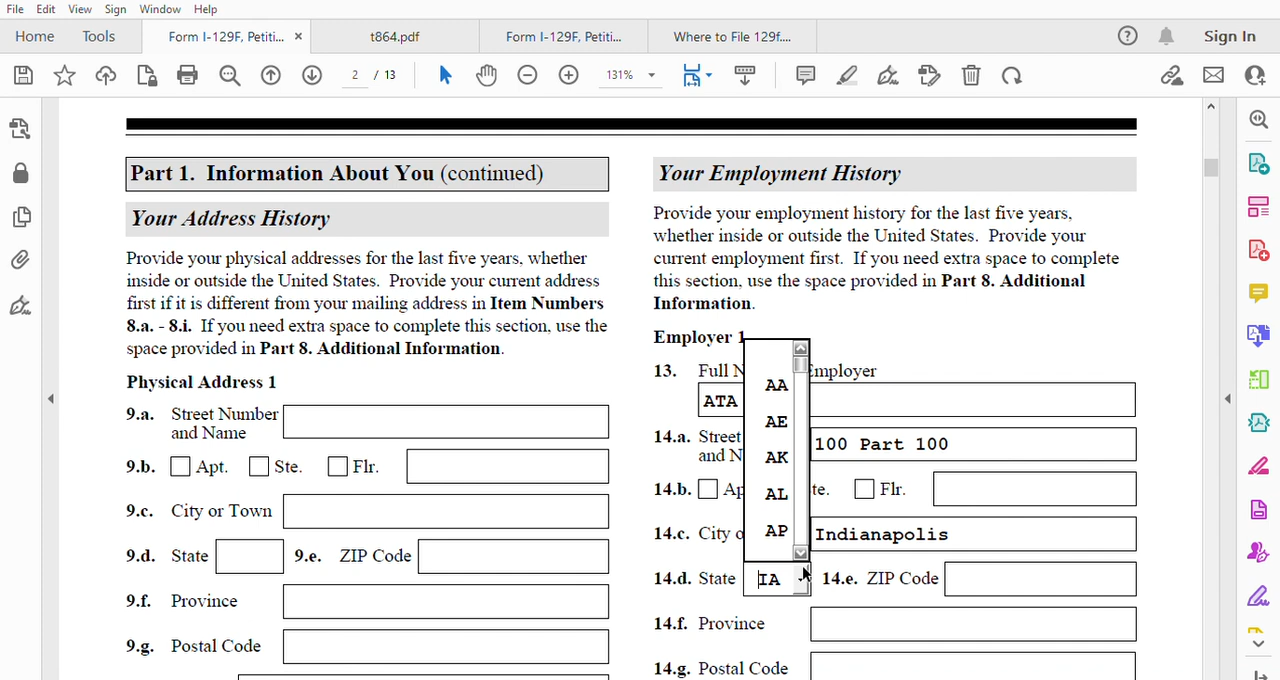 File Edit View Sign Window Help
Home Tools Form I-129F, Petiti... × t864.pdf Form I-129F, Petiti... Where to File 129f.... Sign In
2 / 13 131%
Part 1. Information About You (continued)
Your Address History
Provide your physical addresses for the last five years, whether
inside or outside the United States. Provide your current address
first if it is different from your mailing address in Item Numbers
8.a. - 8.i. If you need extra space to complete this section, use the
space provided in Part 8. Additional Information.
Physical Address 1
9.a. Street Number
and Name
9.b. Apt. Ste. Flr.
9.c. City or Town
9.d. State 9.e. ZIP Code
9.f. Province
9.g. Postal Code
Your Employment History
Provide your employment history for the last five years,
whether inside or outside the United States. Provide your
current employment first. If you need extra space to complete
this section, use the space provided in Part 8. Additional
Information.
Employer 1
13. Full N Employer
ATA
14.a. Street 100 Part 100
and N
14.b. Ap te. Flr.
14.c. City o Indianapolis
14.d. State IA 14.e. ZIP Code
14.f. Province
14.g. Postal Code
AA
AE
AK
AL
AP